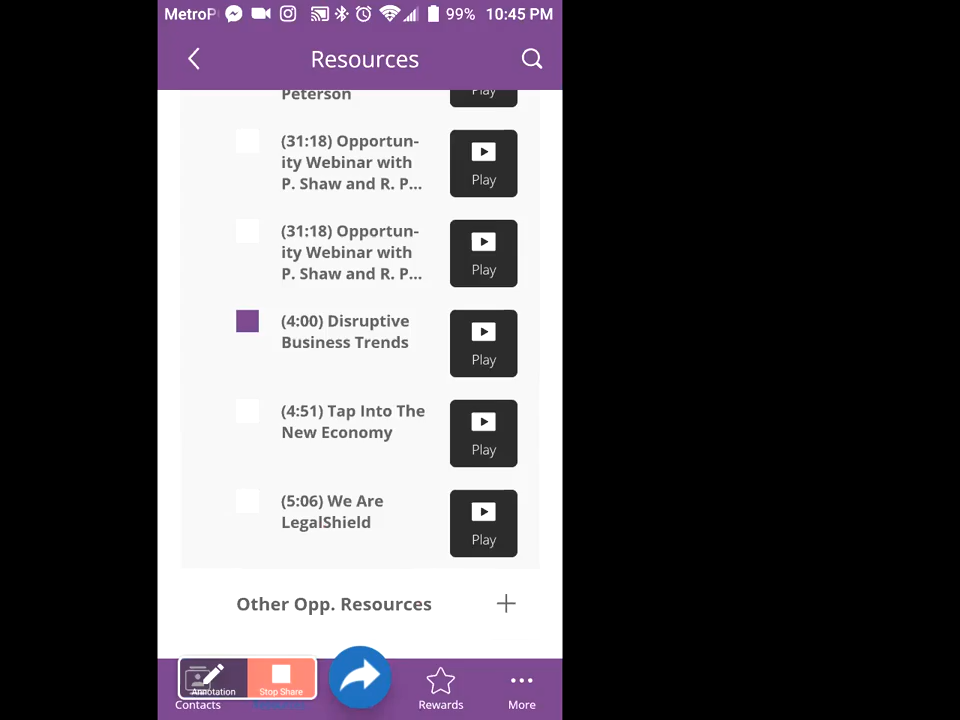 MetroP 99% 10:45 PM
Resources
Peterson
Play
(31:18) Opportun-
ity Webinar with
P. Shaw and R. P...
Play
(31:18) Opportun-
ity Webinar with
P. Shaw and R. P...
Play
(4:00) Disruptive
Business Trends
Play
(4:51) Tap Into The
New Economy
Play
(5:06) We Are
LegalShield
Play
Other Opp. Resources
Annotation
Stop Share
Contacts
Rewards
More